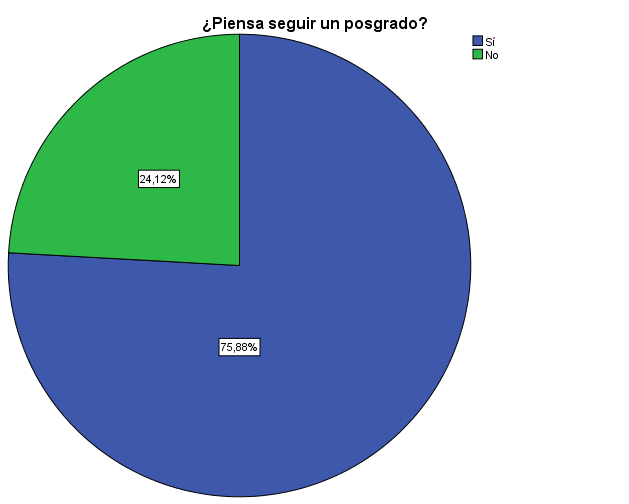 ¿Piensa seguir un posgrado?
Sí
No
24,12%
75,88%